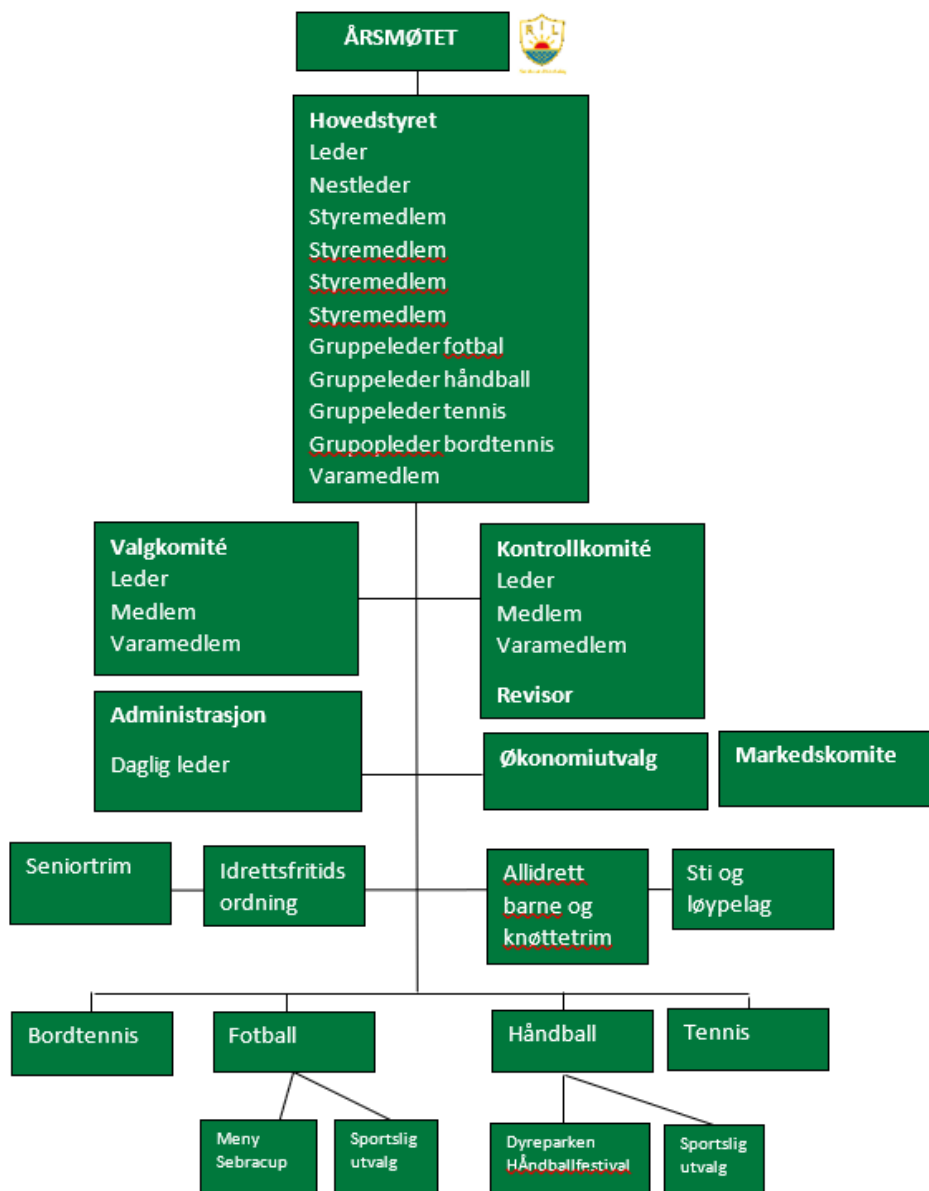 ÅRSMØTET
R I L
Hovedstyret
Leder
Nestleder
Styremedlem
Styremedlem
Styremedlem
Styremedlem
Gruppeleder fotbal
Gruppeleder håndball
Gruppeleder tennis
Grupopleder bordtennis
Varamedlem
Valgkomité
Leder
Medlem
Varamedlem
Kontrollkomité
Leder
Medlem
Varamedlem
Revisor
Administrasjon
Daglig leder
Økonomiutvalg
Markedskomite
Seniortrim
Idrettsfritids
ordning
Allidrett
barne og
knøttetrim
Sti og
løypelag
Bordtennis
Fotball
Håndball
Tennis
Meny
Sebracup
Sportslig
utvalg
Dyreparken
HÅndballfestival
Sportslig
utvalg